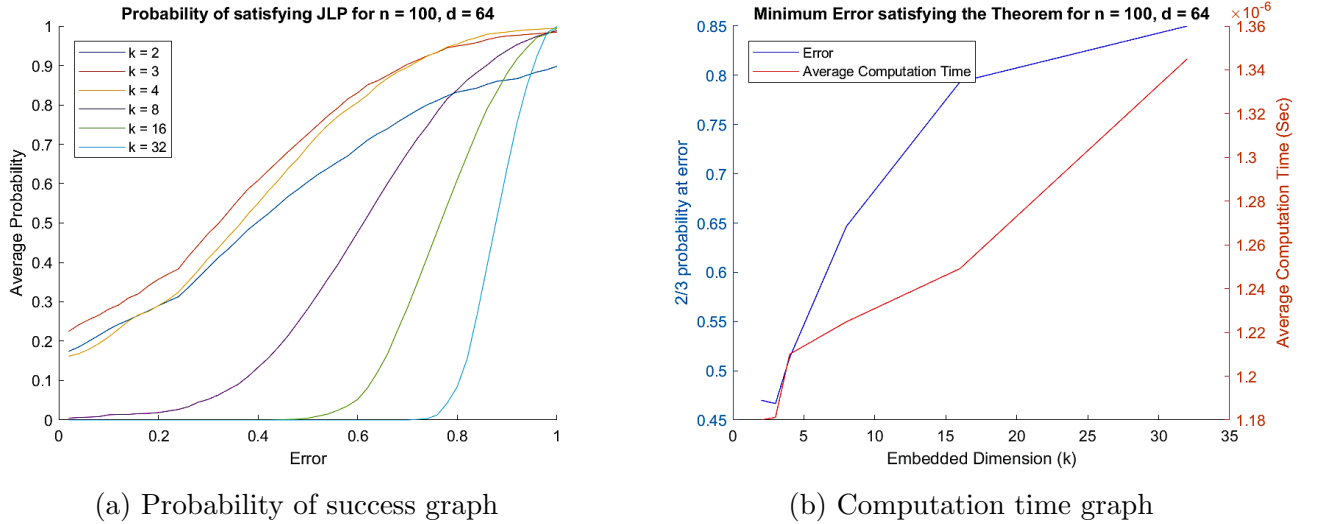 Probability of satisfying JLP for n = 100, d = 64
k = 2
k = 3
k = 4
k = 8
k = 16
k = 32
Average Probability
1
0.9
0.8
0.7
0.6
0.5
0.4
0.3
0.2
0.1
0
0 0.2 0.4 0.6 0.8 1
Error
(a) Probability of success graph
Minimum Error satisfying the Theorem for n = 100, d = 64
×10-6
Error
Average Computation Time
2/3 probability at error
0.85
0.8
0.75
0.7
0.65
0.6
0.55
0.5
0.45
1.36
1.34
1.32
1.3
1.28
1.26
1.24
1.22
1.2
1.18
Average Computation Time (Sec)
0 5 10 15 20 25 30 35
Embedded Dimension (k)
(b) Computation time graph